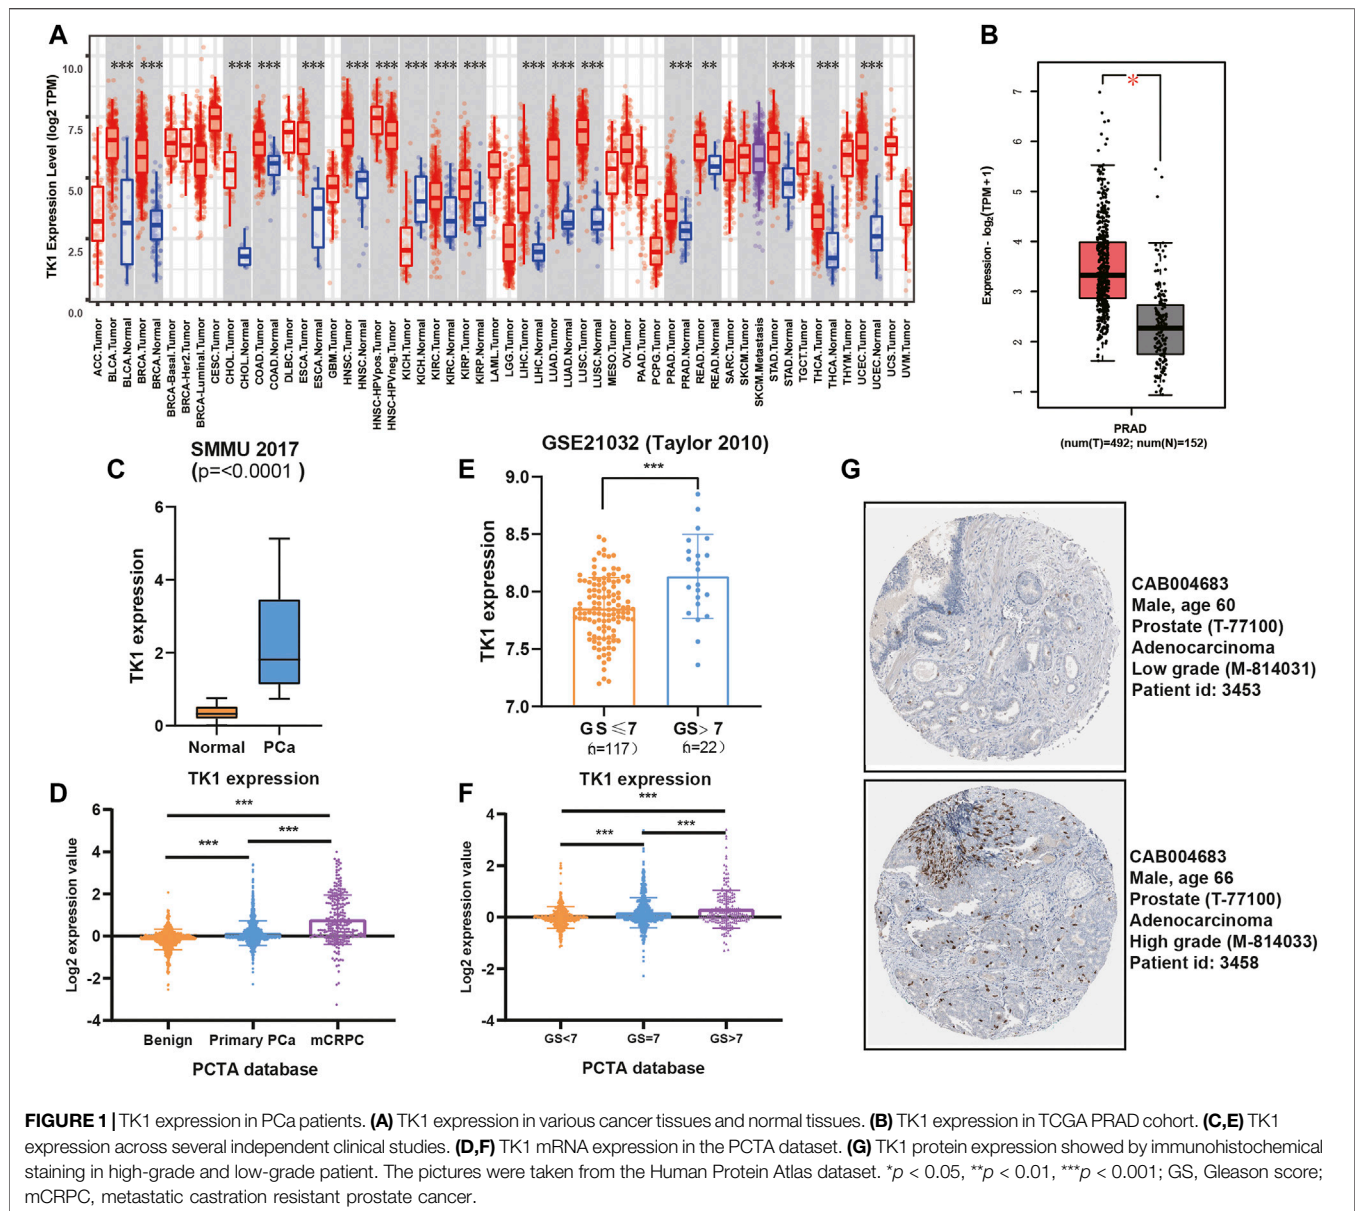 A
***
***
***
***
***
***
***
***
***
***
***
***
***
***
**
***
***
***
TK1 Expression Level (log2 TPM)
10.0
7.5
5.0
2.5
0.0
ACC.Tumor
BLCA.Tumor
BLCA.Normal
BRCA.Tumor
BRCA.Normal
BRCA-Basal.Tumor
BRCA-Her2.Tumor
BRCA-Luminal.Tumor
CESC.Tumor
CHOL.Tumor
CHOL.Normal
COAD.Tumor
COAD.Normal
DLBC.Tumor
ESCA.Tumor
ESCA.Normal
GBM.Tumor
HNSC.Tumor
HNSC.Normal
HNSC-HPVpos.Tumor
HNSC-HPVneg.Tumor
KICH.Tumor
KICH.Normal
KIRC.Tumor
KIRC.Normal
KIRP.Tumor
KIRP.Normal
LAML.Tumor
LGG.Tumor
LIHC.Tumor
LIHC.Normal
LUAD.Tumor
LUAD.Normal
LUSC.Tumor
LUSC.Normal
MESO.Tumor
OV.Tumor
PAAD.Tumor
PCPG.Tumor
PRAD.Tumor
PRAD.Normal
READ.Tumor
READ.Normal
SARC.Tumor
SKCM.Tumor
SKCM.Metastasis
STAD.Tumor
STAD.Normal
TGCT.Tumor
THCA.Tumor
THCA.Normal
THYM.Tumor
UCEC.Tumor
UCEC.Normal
UCS.Tumor
UVM.Tumor
B
*
Expression - log2(TPM+1)
7
6
5
4
3
2
1
PRAD
(num(T)=492; num(N)=152)
C
SMMU 2017
(p=<0.0001 )
TK1 expression
6
4
2
0
Normal
PCa
E
GSE21032 (Taylor 2010)
***
TK1 expression
9.0
8.5
8.0
7.5
7.0
GS ≤7
(n=117)
GS> 7
(n=22)
D
TK1 expression
***
***
***
Log2 expression value
6
4
2
0
-2
-4
Benign
Primary PCa
mCRPC
PCTA database
F
TK1 expression
***
***
***
Log2 expression value
4
2
0
-2
-4
GS<7
GS=7
GS>7
PCTA database
G
CAB004683
Male, age 60
Prostate (T-77100)
Adenocarcinoma
Low grade (M-814031)
Patient id: 3453
CAB004683
Male, age 66
Prostate (T-77100)
Adenocarcinoma
High grade (M-814033)
Patient id: 3458
FIGURE 1 | TK1 expression in PCa patients. (A) TK1 expression in various cancer tissues and normal tissues. (B) TK1 expression in TCGA PRAD cohort. (C,E) TK1
expression across several independent clinical studies. (D,F) TK1 mRNA expression in the PCTA dataset. (G) TK1 protein expression showed by immunohistochemical
staining in high-grade and low-grade patient. The pictures were taken from the Human Protein Atlas dataset. *p < 0.05, **p < 0.01, ***p < 0.001; GS, Gleason score;
mCRPC, metastatic castration resistant prostate cancer.